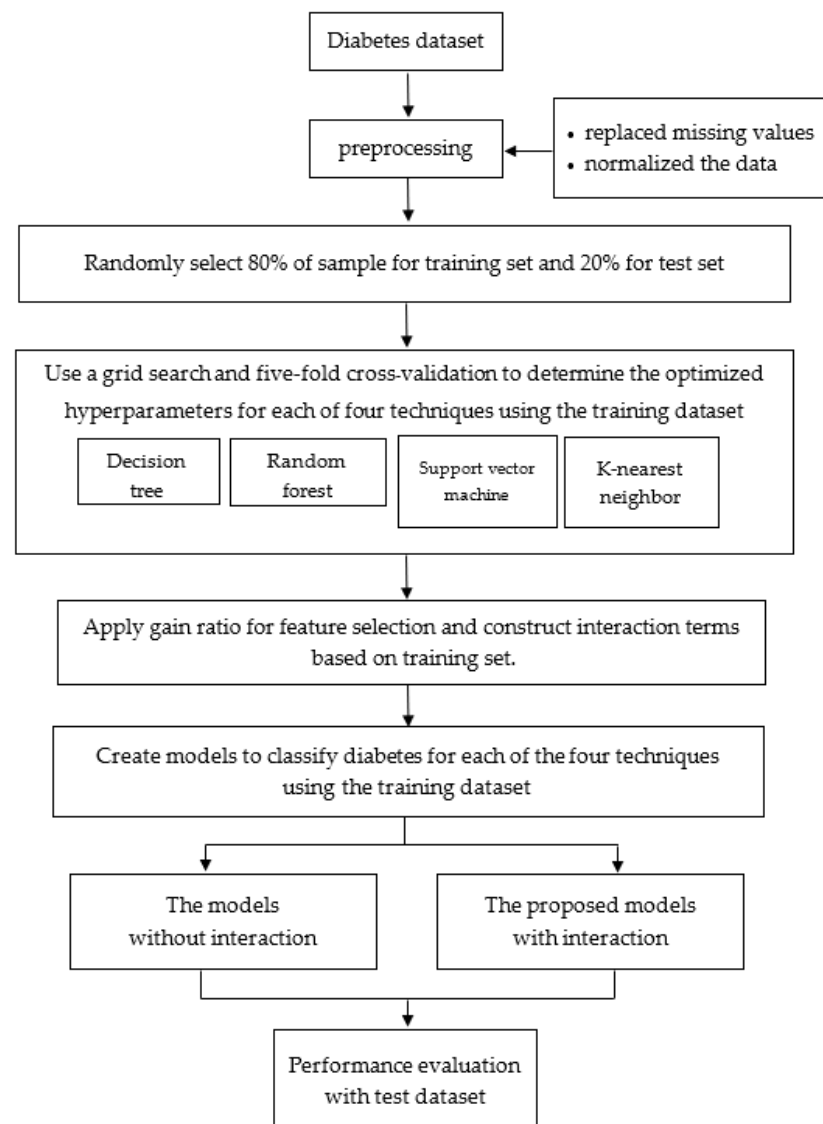 Diabetes dataset
preprocessing
• replaced missing values
• normalized the data
Randomly select 80% of sample for training set and 20% for test set
Use a grid search and five-fold cross-validation to determine the optimized
hyperparameters for each of four techniques using the training dataset
Decision
tree
Random
forest
Support vector
machine
K-nearest
neighbor
Apply gain ratio for feature selection and construct interaction terms
based on training set.
Create models to classify diabetes for each of the four techniques
using the training dataset
The models
without interaction
The proposed models
with interaction
Performance evaluation
with test dataset